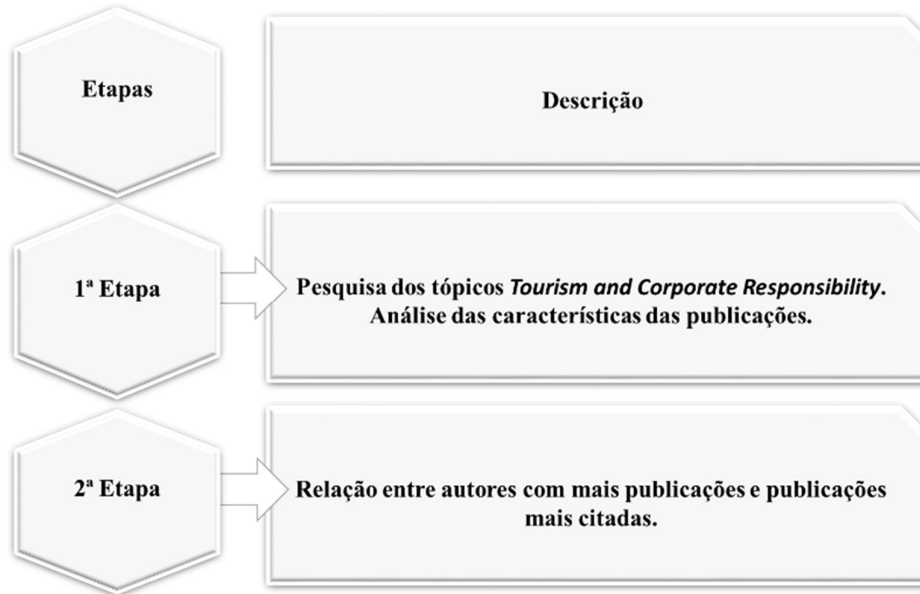 Etapas
Descrição
1ª Etapa
Pesquisa dos tópicos Tourism and Corporate Responsibility.
Análise das características das publicações.
2ª Etapa
Relação entre autores com mais publicações e publicações
mais citadas.